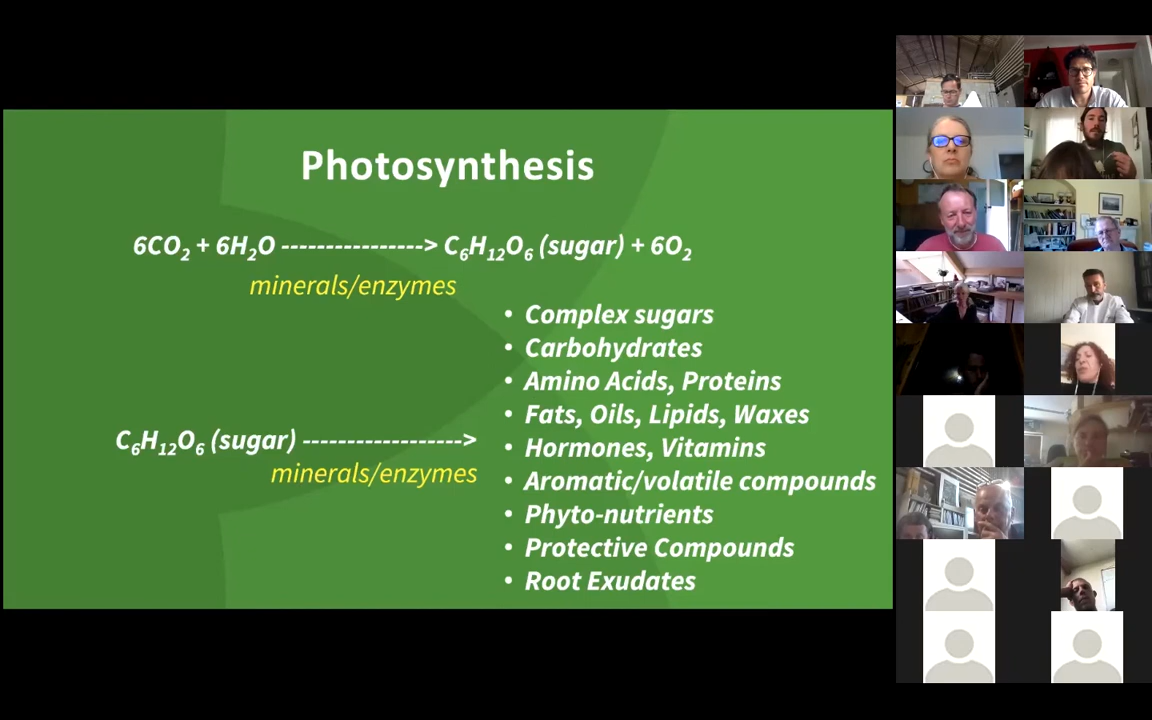 Photosynthesis
6CO₂ + 6H₂O ----------------> C₆H₁₂O₆ (sugar) + 6O₂
minerals/enzymes
• Complex sugars
• Carbohydrates
• Amino Acids, Proteins
• Fats, Oils, Lipids, Waxes
C₆H₁₂O₆ (sugar) ------------------>
• Hormones, Vitamins
minerals/enzymes
• Aromatic/volatile compounds
• Phyto-nutrients
• Protective Compounds
• Root Exudates